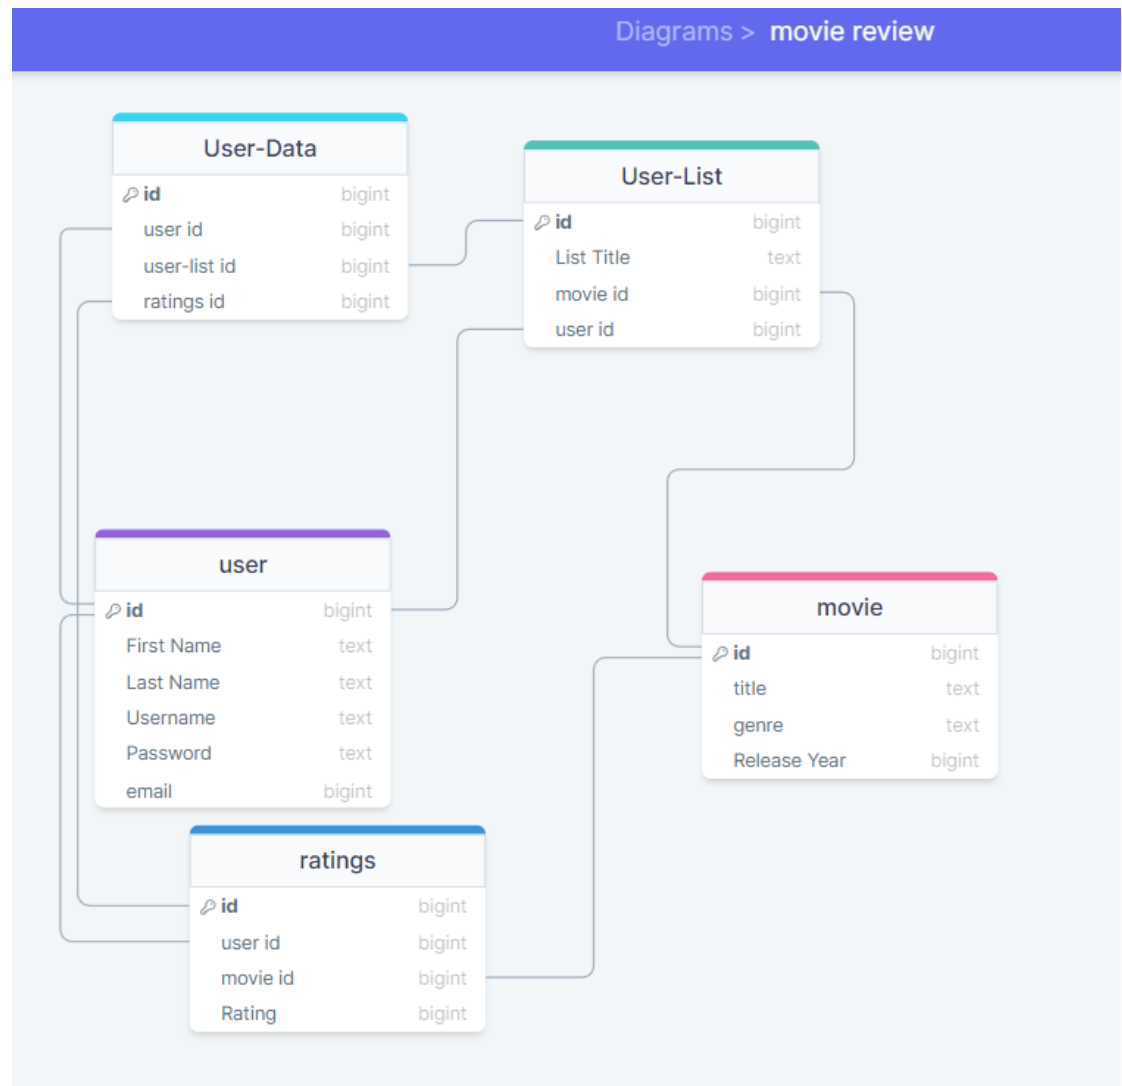 Diagrams > movie review
User-Data
id bigint
user id bigint
user-list id bigint
ratings id bigint
User-List
id bigint
List Title text
movie id bigint
user id bigint
user
id bigint
First Name text
Last Name text
Username text
Password text
email bigint
movie
id bigint
title text
genre text
Release Year bigint
ratings
id bigint
user id bigint
movie id bigint
Rating bigint